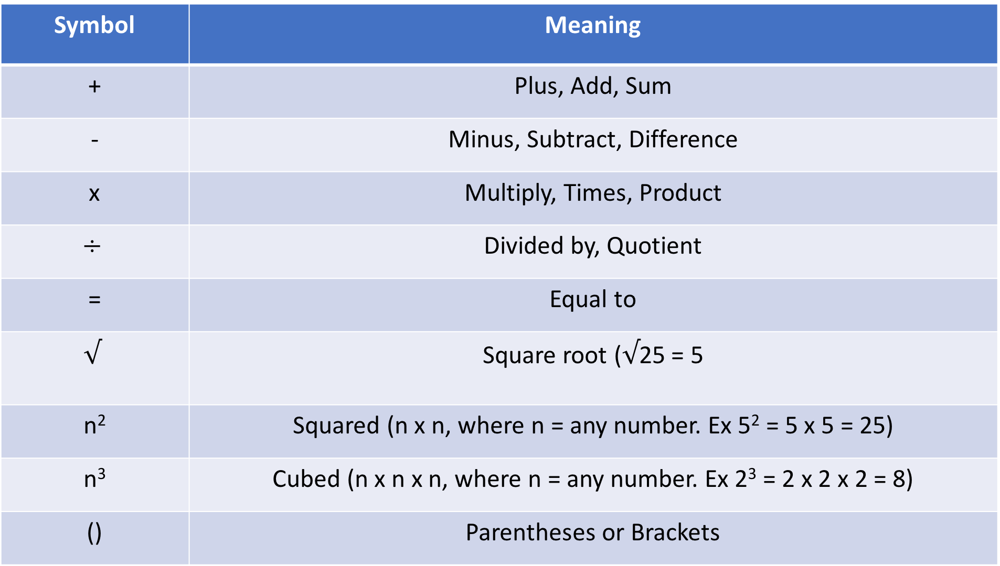 Symbol Meaning
+ Plus, Add, Sum
- Minus, Subtract, Difference
x Multiply, Times, Product
÷ Divided by, Quotient
= Equal to
√ Square root (√25 = 5
n² Squared (n x n, where n = any number. Ex 5² = 5 x 5 = 25)
n³ Cubed (n x n x n, where n = any number. Ex 2³ = 2 x 2 x 2 = 8)
() Parentheses or Brackets